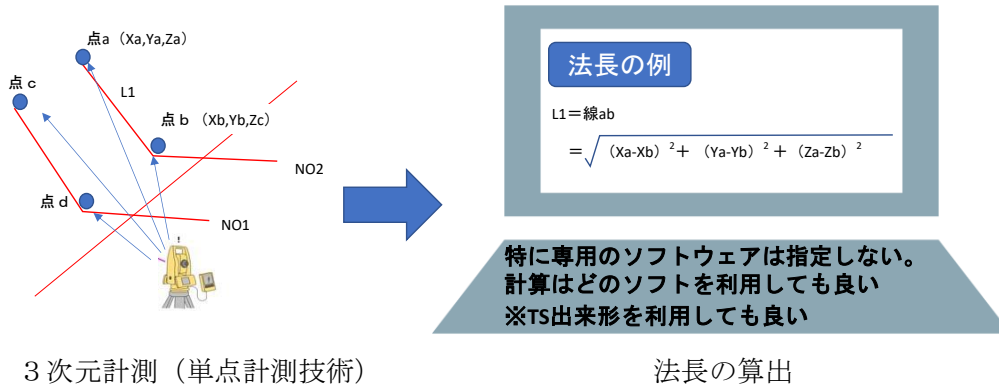 点a（Xa,Ya,Za）
点ｃ
L1
点ｂ（Xb,Yb,Zc）
NO2
点ｄ
NO1
３次元計測（単点計測技術）
法長の例
L1＝線ab
＝√（Xa-Xb）²＋（Ya-Yb）²＋（Za-Zb）²
特に専用のソフトウェアは指定しない。
計算はどのソフトを利用しても良い
※TS出来形を利用しても良い
法長の算出